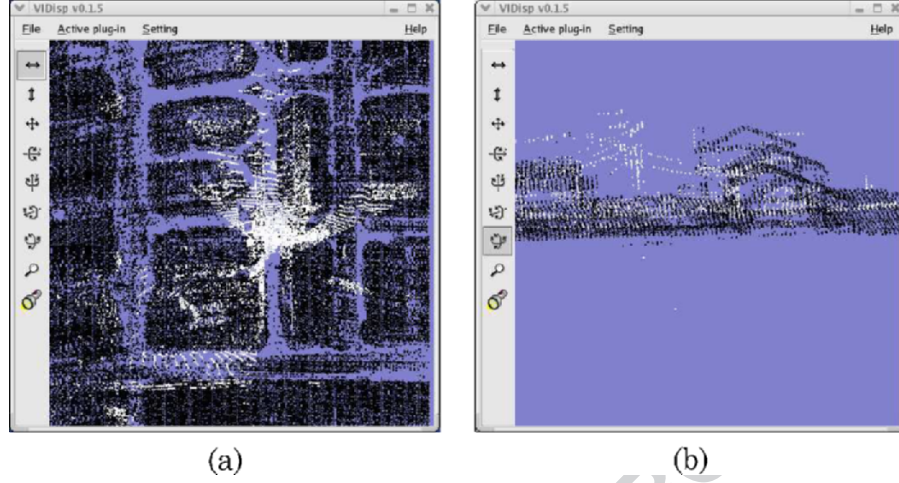 VIDisp v0.1.5
File Active plug-in Setting Help
(a)
VIDisp v0.1.5
File Active plug-in Setting Help
(b)